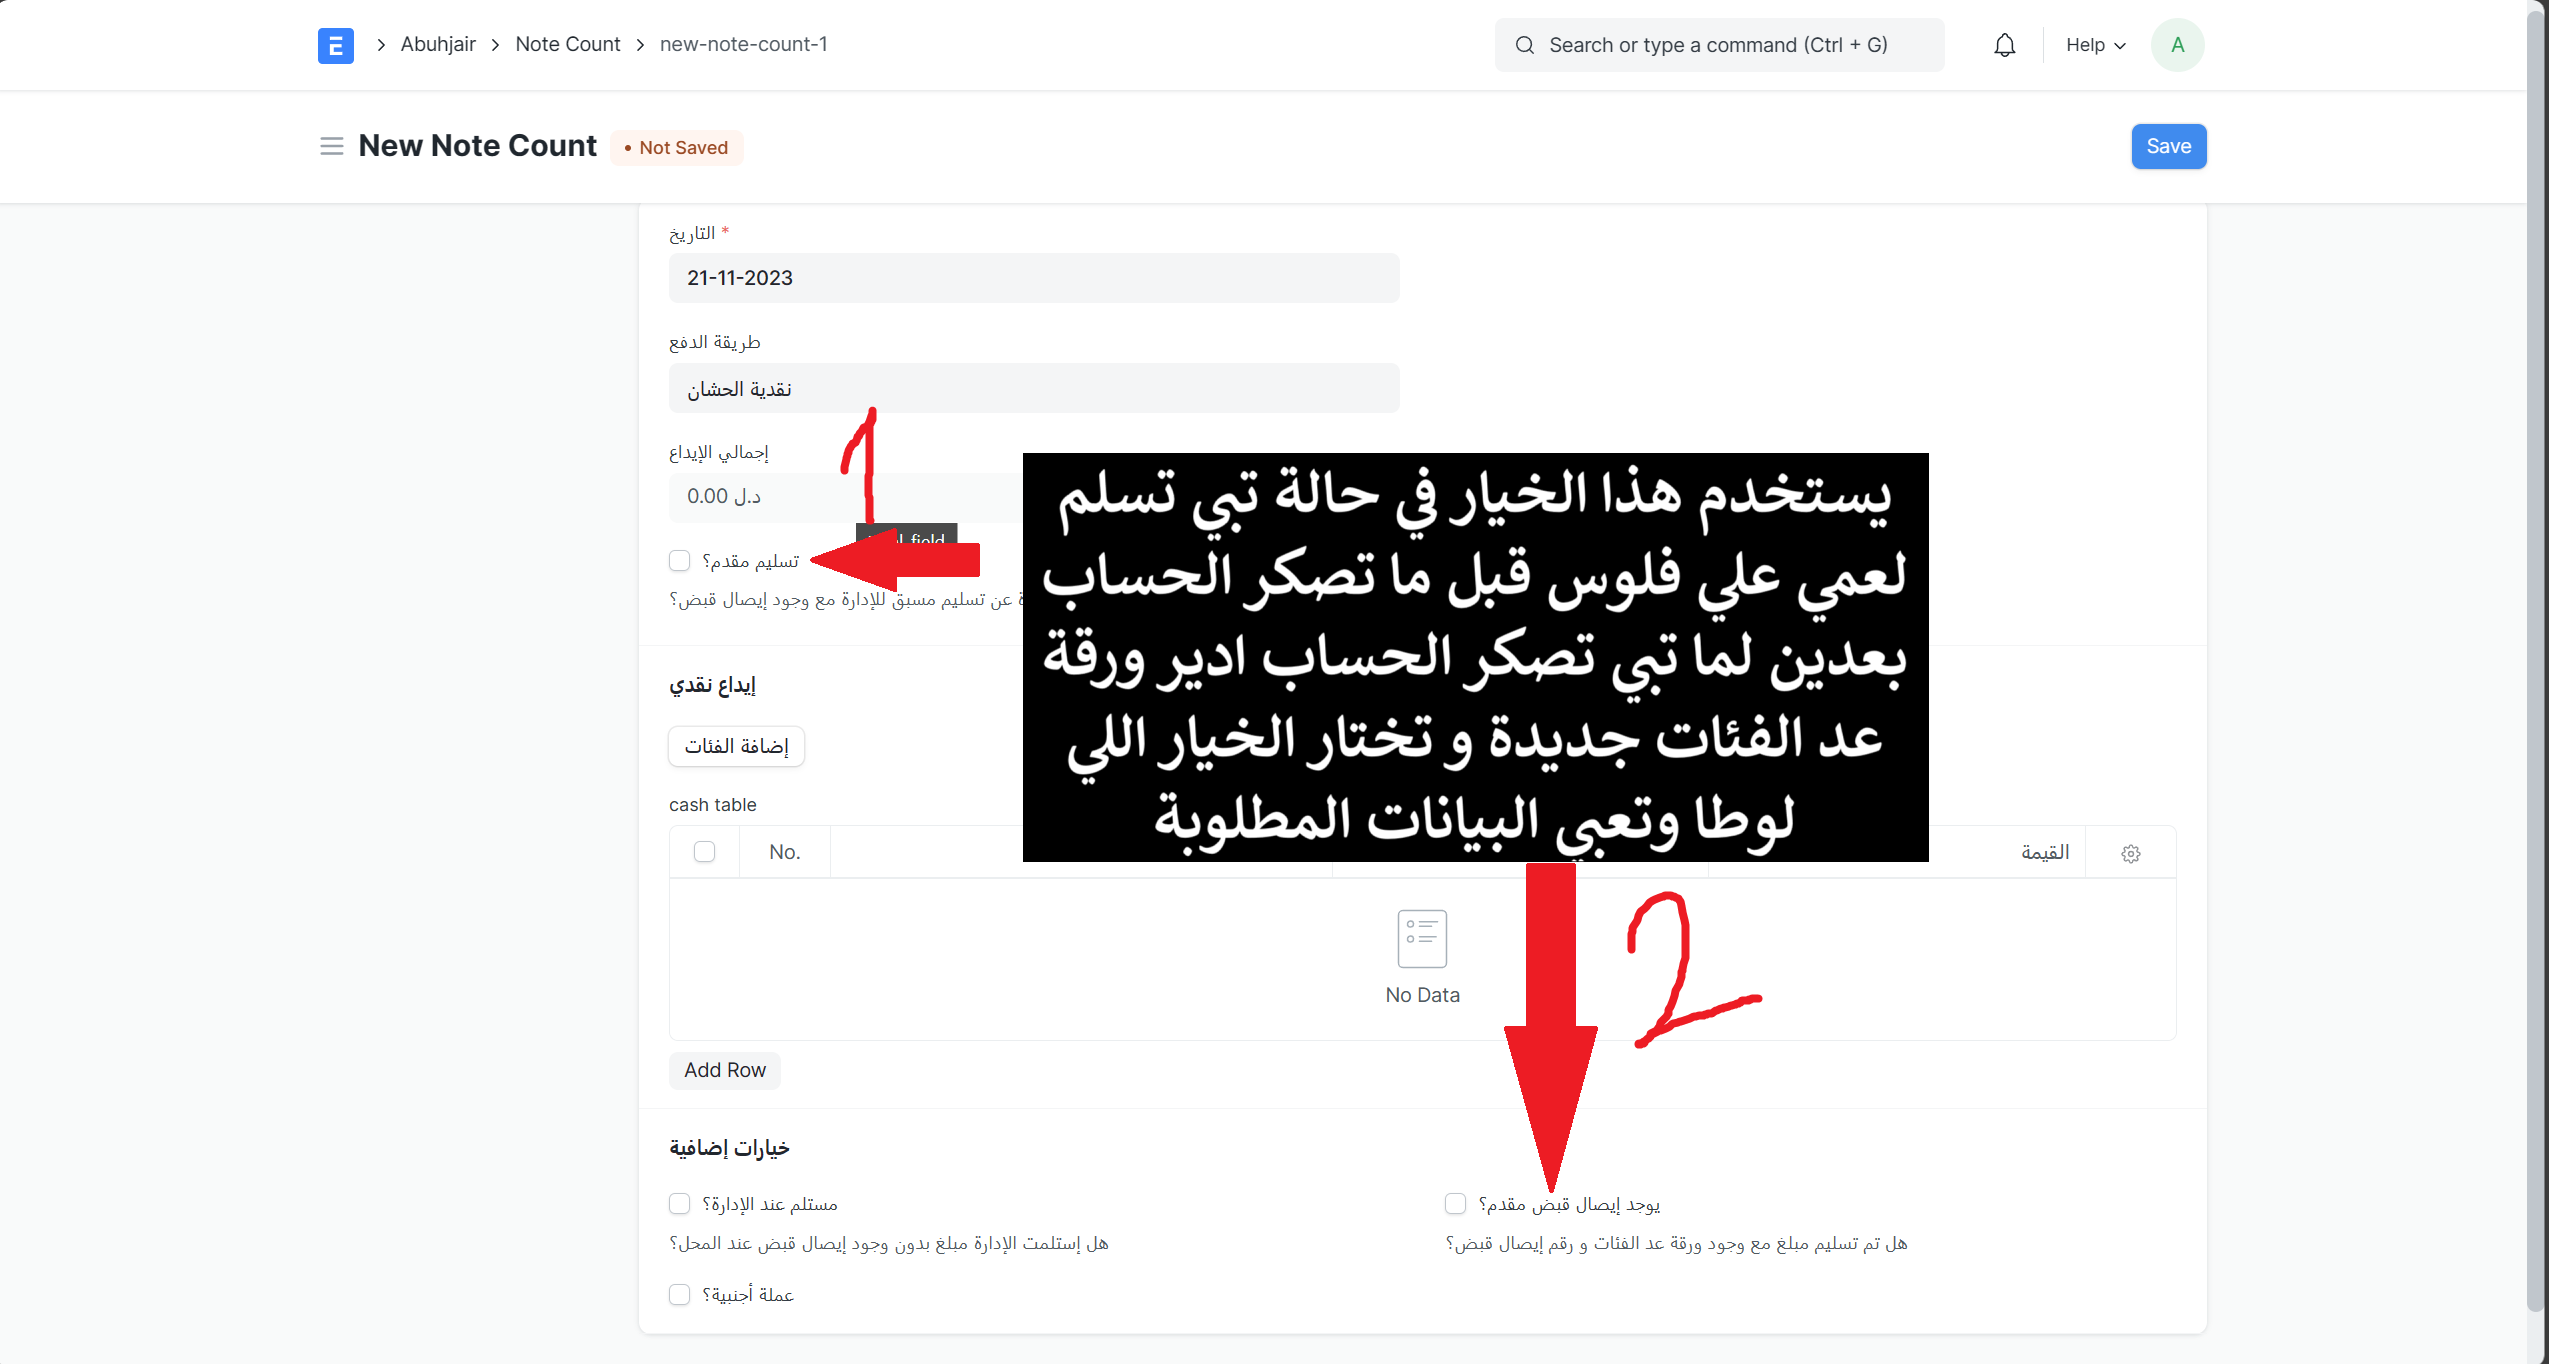 E
Abuhjair
Note Count
new-note-count-1
Search or type a command (Ctrl + G)
Help
A
New Note Count
Not Saved
Save
التاريخ *
21-11-2023
طريقة الدفع
نقدية الحشان
إجمالي الإيداع
0.00 د.ل
1
field
تسليم مقدم؟
عن تسليم مسبق للإدارة مع وجود إيصال قبض؟
يستخدم هذا الخيار في حالة تبي تسلم
لعمي علي فلوس قبل ما تصكر الحساب
بعدين لما تبي تصكر الحساب ادير ورقة
عد الفئات جديدة و تختار الخيار اللي
لوطا وتعبي البيانات المطلوبة
إيداع نقدي
إضافة الفئات
cash table
No.
القيمة
No Data
2
Add Row
خيارات إضافية
مستلم عند الإدارة؟
هل إستلمت الإدارة مبلغ بدون وجود إيصال قبض عند المحل؟
عملة أجنبية؟
يوجد إيصال قبض مقدم؟
هل تم تسليم مبلغ مع وجود ورقة عد الفئات و رقم إيصال قبض؟